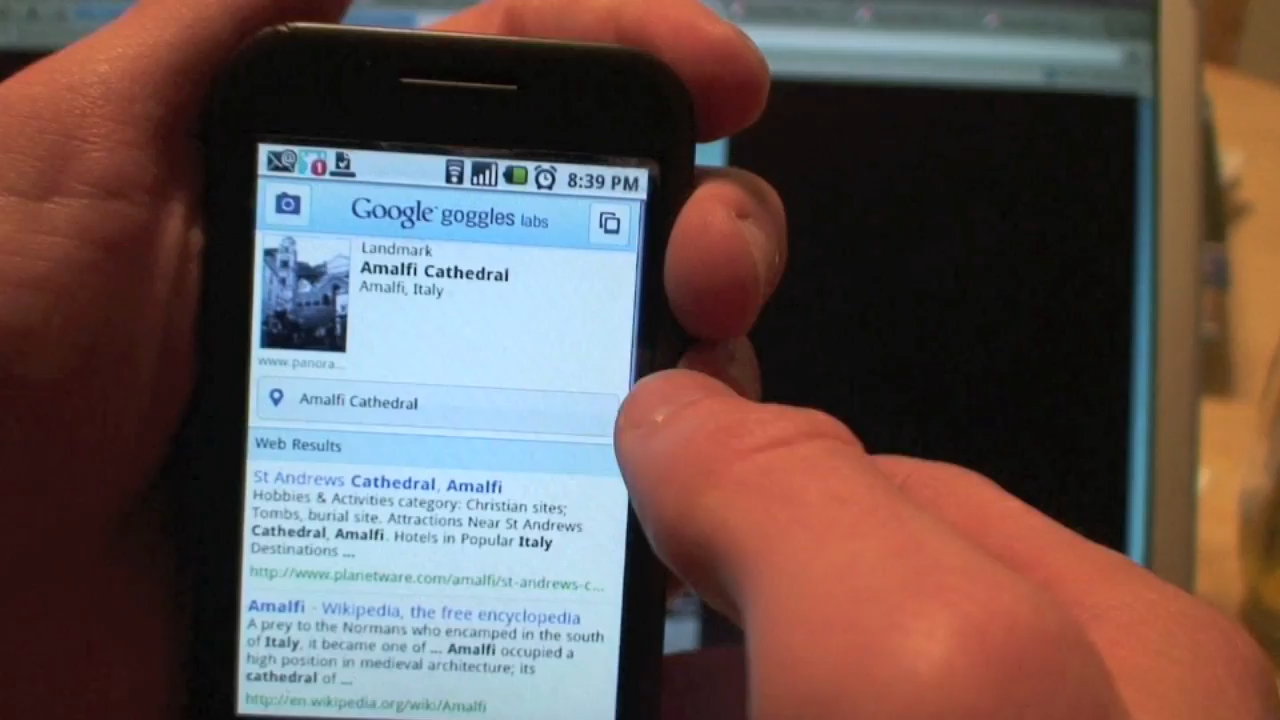 8:39 PM
Google goggles labs
Landmark
Amalfi Cathedral
Amalfi, Italy
www.panora...
Amalfi Cathedral
Web Results
St Andrews Cathedral, Amalfi
Hobbies & Activities category: Christian sites;
Tombs, burial site. Attractions Near St Andrews
Cathedral, Amalfi. Hotels in Popular Italy
Destinations ...
http://www.planetware.com/amalfi/st-andrews-c...
Amalfi - Wikipedia, the free encyclopedia
A prey to the Normans who encamped in the south
of Italy, it became one of ... Amalfi occupied a
high position in medieval architecture; its
cathedral of ...
http://en.wikipedia.org/wiki/Amalfi